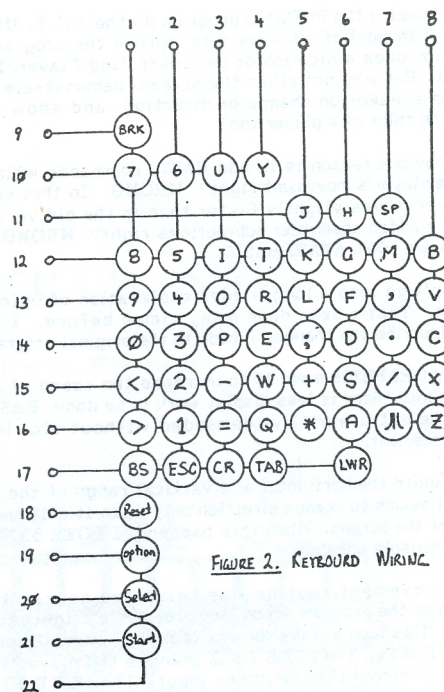 1 2 3 4 5 6 7 8
9 BRK
1Ø 7 6 U Y
11 J H SP
12 8 5 I T K G M B
13 9 4 O R L F , V
14 Ø 3 P E ; D . C
15 < 2 - W + S / X
16 > 1 = Q * A Z
17 BS ESC CR TAB LWR
18 Reset
19 option
2Ø Select
21 Start
22
FIGURE 2. KEYBOARD WIRING